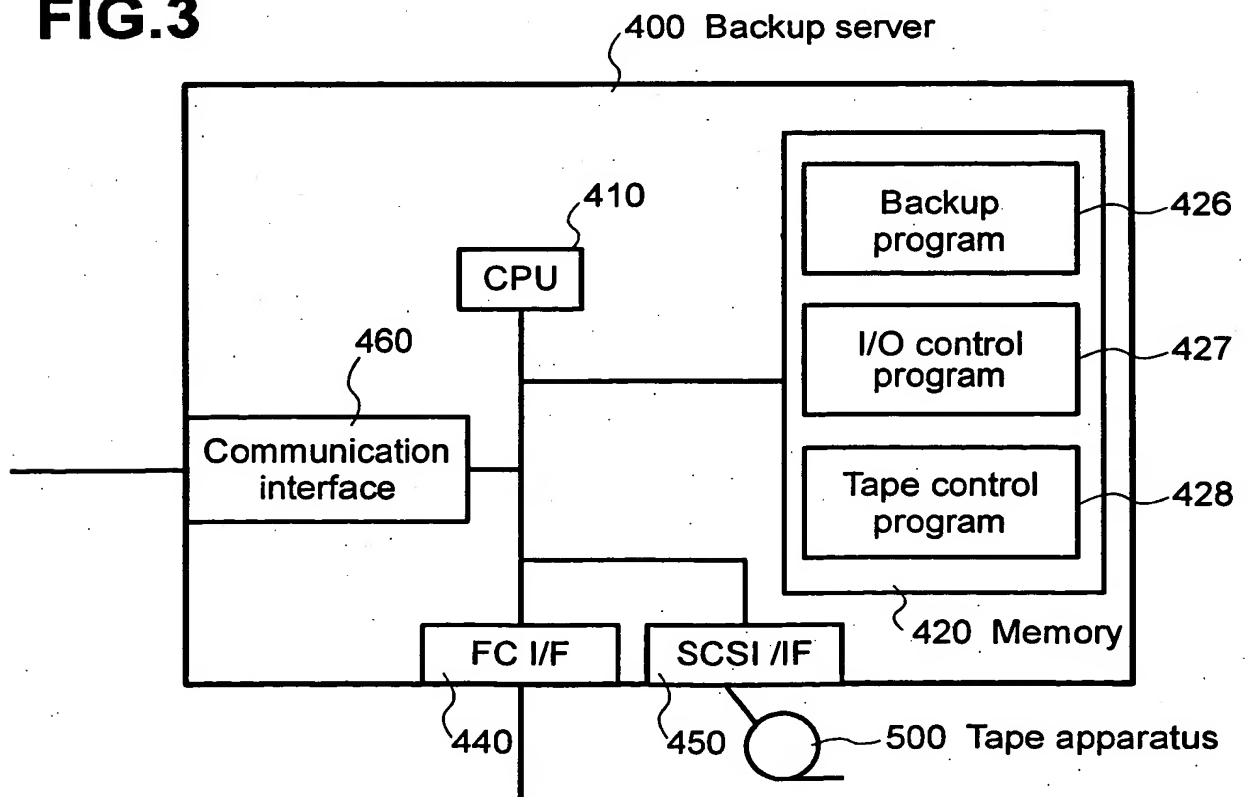 FIG.3
400 Backup server
410
CPU
Backup
program
426
I/O control
program
427
460
Communication
interface
Tape control
program
428
420 Memory
FC I/F
SCSI /IF
440
450
500 Tape apparatus